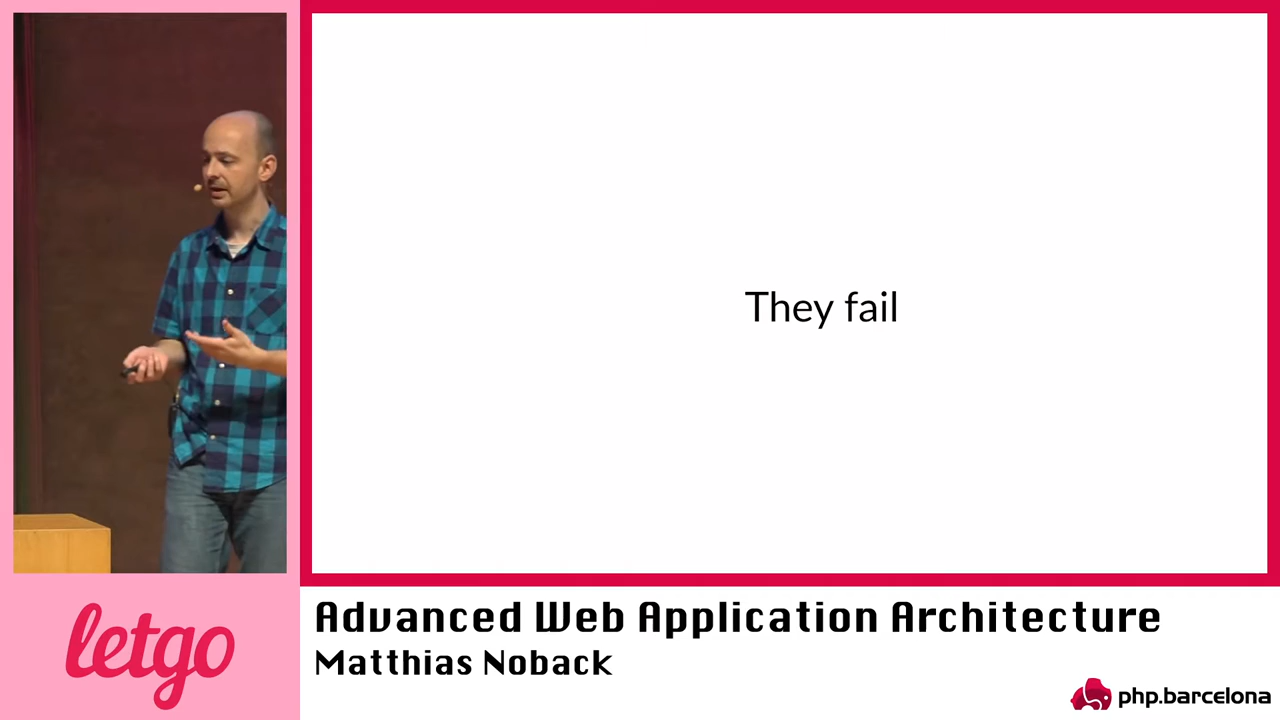 They fail
letgo
Advanced Web Application Architecture
Matthias Noback
php.barcelona